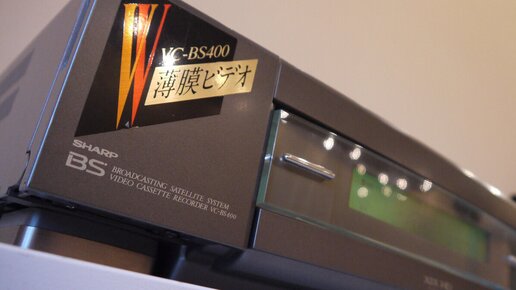 VC-BS400
薄膜ビデオ
SHARP
BS
BROADCASTING SATELLITE SYSTEM
VIDEO CASSETTE RECORDER VC-BS400